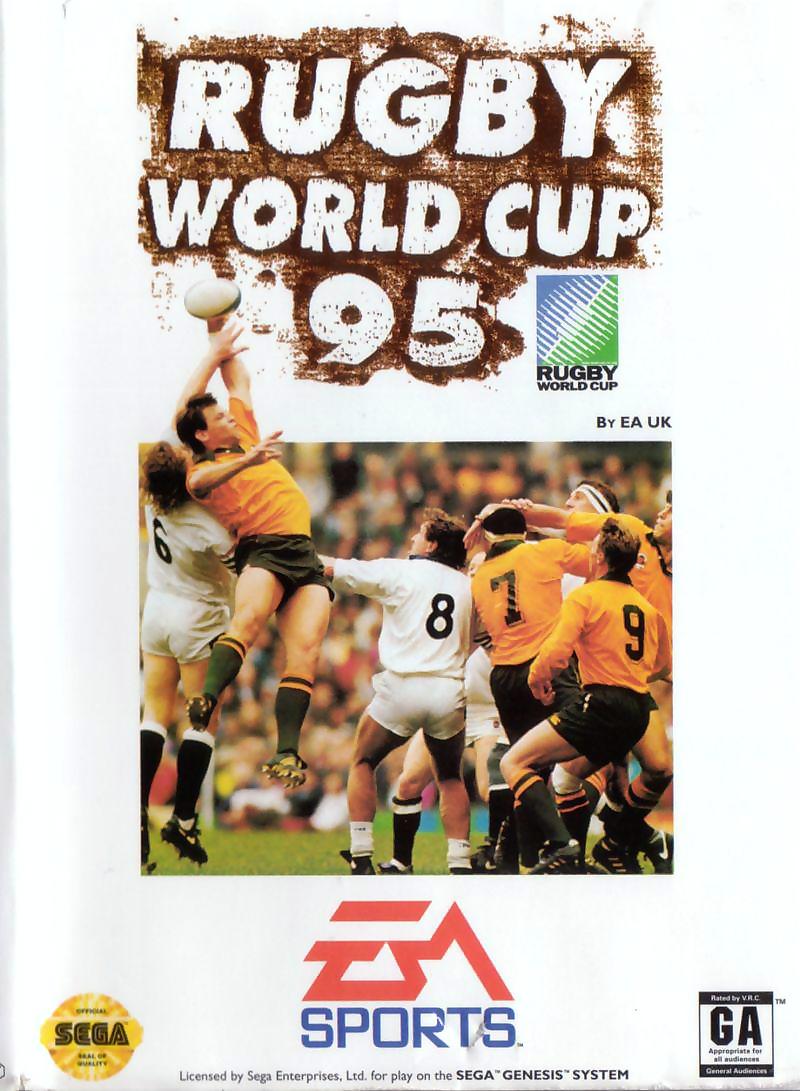 RUGBY
WORLD CUP
'95
RUGBY
WORLD CUP
BY EA UK
6
8
7
9
EA
SPORTS™
OFFICIAL
SEGA
SEAL OF
QUALITY
Rated by V.R.C.
GA
Appropriate for
all audiences
General Audiences
TM
Licensed by Sega Enterprises, Ltd. for play on the SEGA™ GENESIS™ SYSTEM